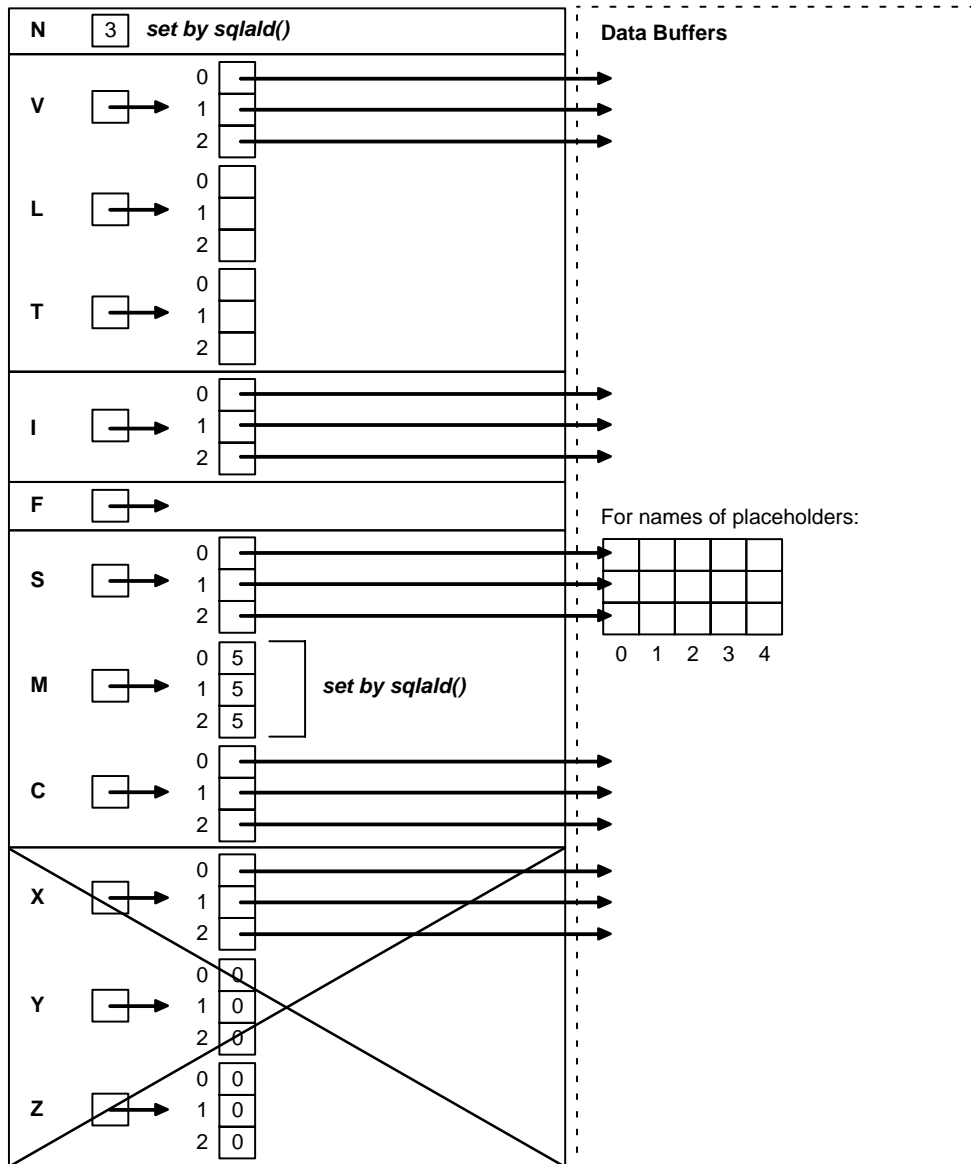 N 3 set by sqlald()
Data Buffers
0
V 1
2
0
L 1
2
0
T 1
2
0
I 1
2
F
For names of placeholders:
0
S 1
2
0 1 2 3 4
0 5
M 1 5 set by sqlald()
2 5
0
C 1
2
0
X 1
2
0 0
Y 1 0
2 0
0 0
Z 1 0
2 0